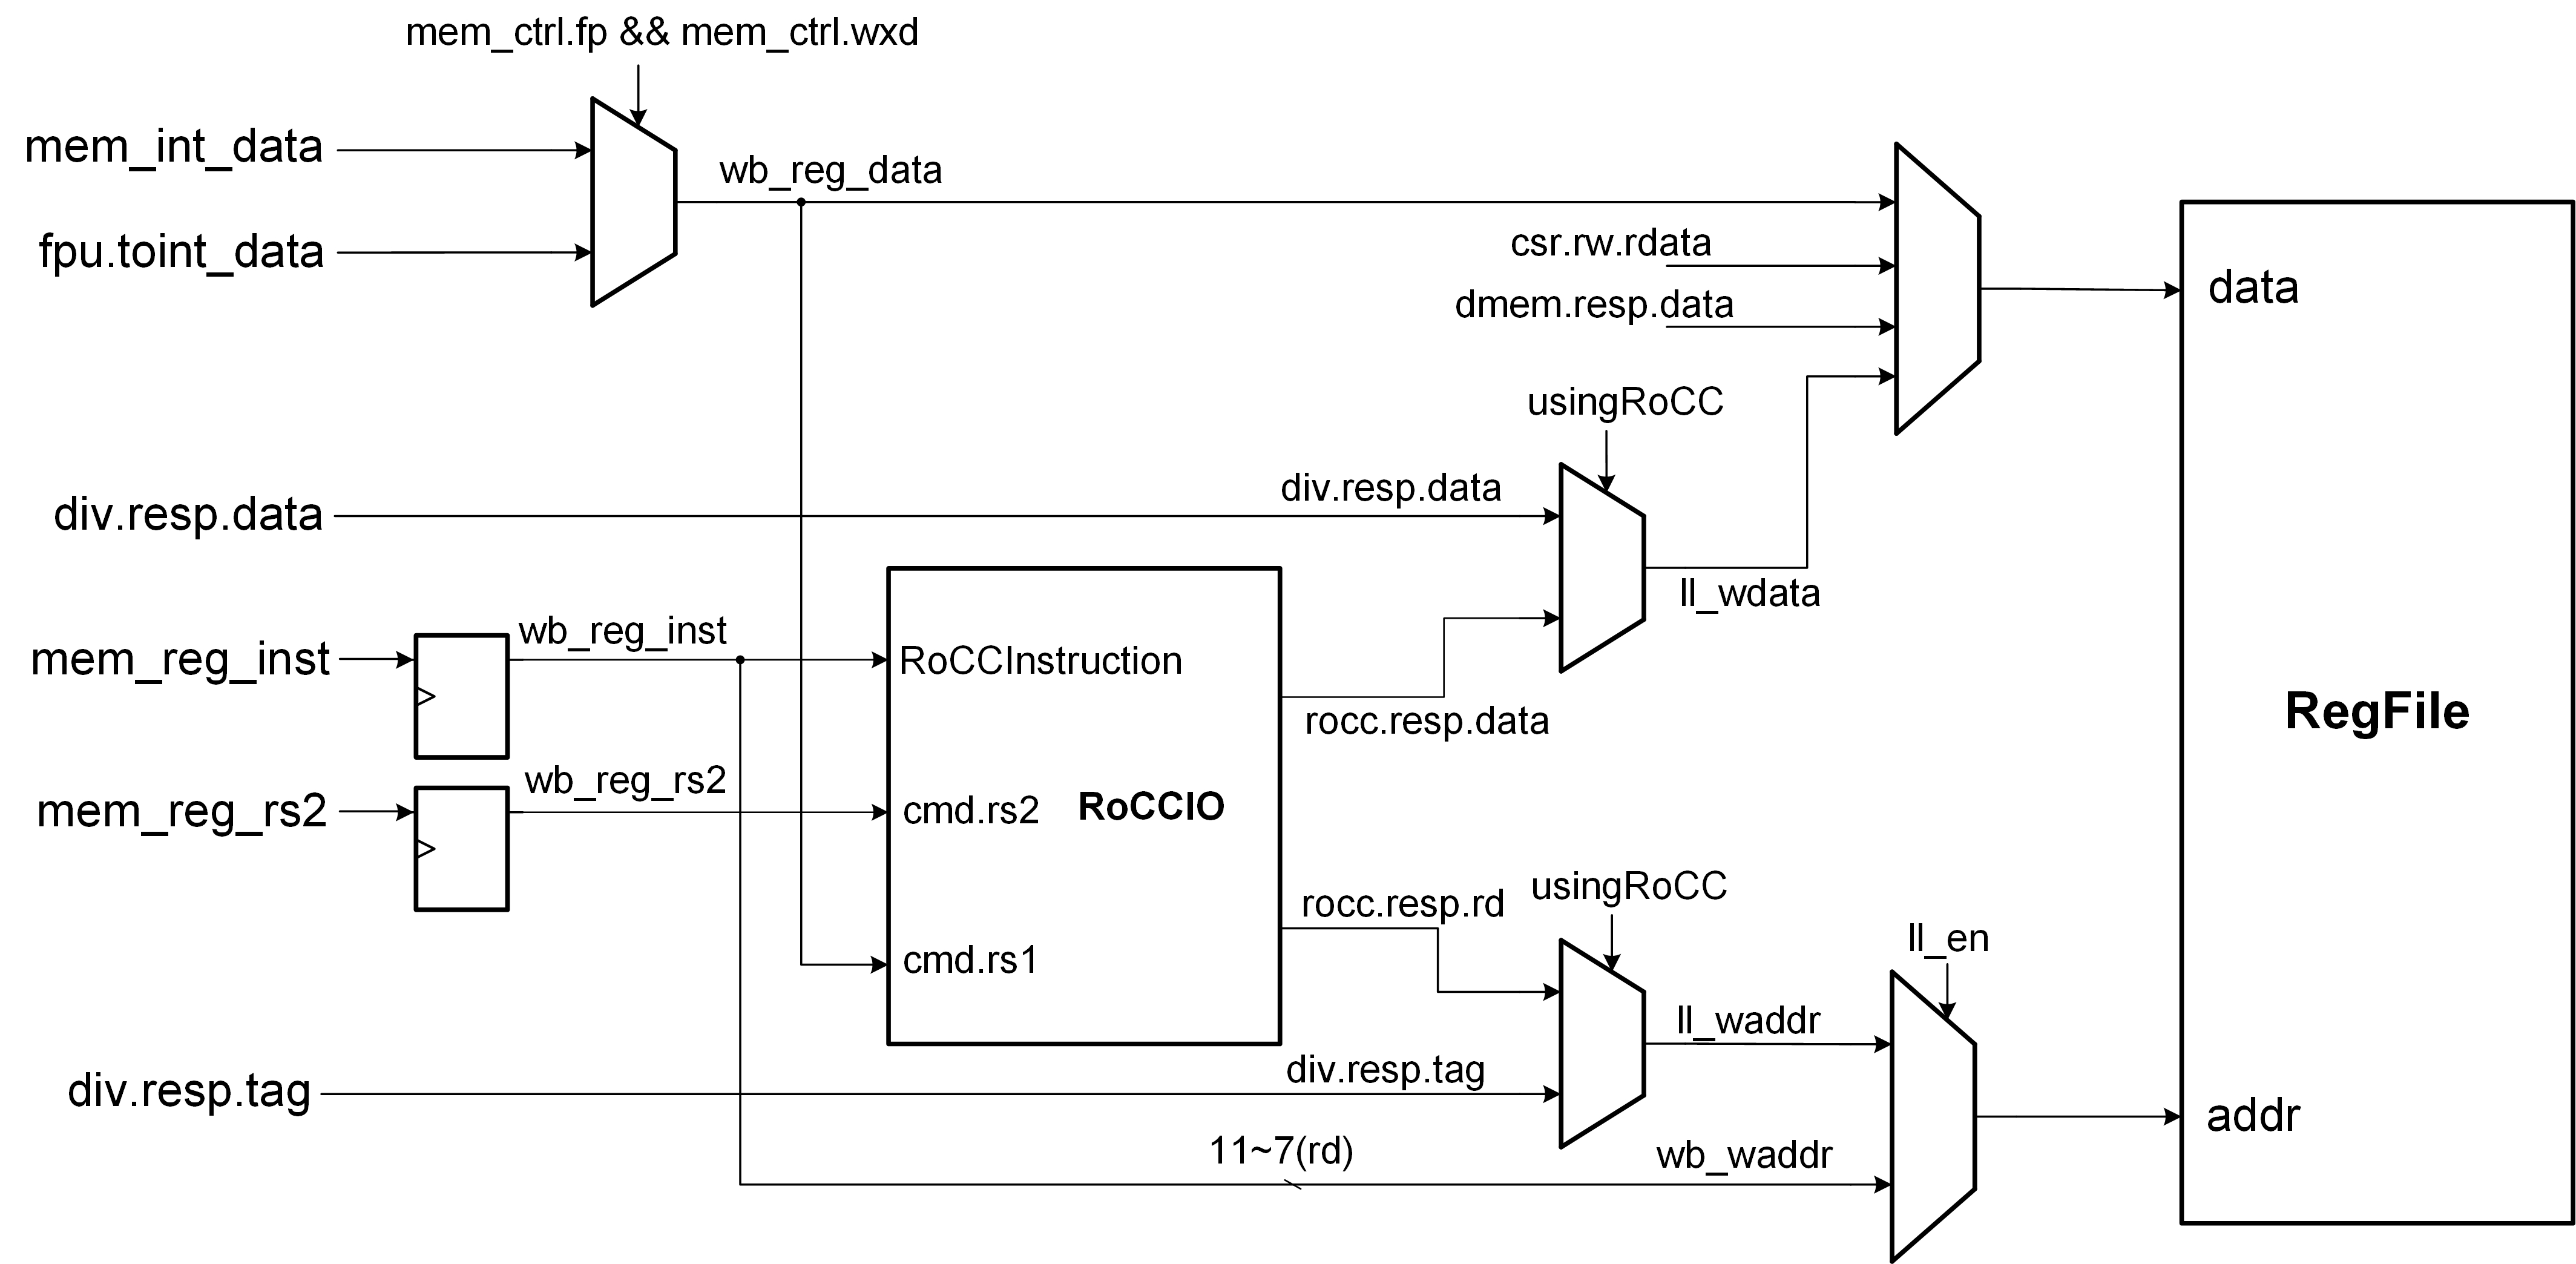 mem_ctrl.fp && mem_ctrl.wxd
mem_int_data
wb_reg_data
fpu.toint_data
csr.rw.rdata
data
dmem.resp.data
usingRoCC
div.resp.data
div.resp.data
ll_wdata
wb_reg_inst
mem_reg_inst
RoCCInstruction
rocc.resp.data
RegFile
wb_reg_rs2
mem_reg_rs2
cmd.rs2
RoCCIO
usingRoCC
rocc.resp.rd
ll_en
cmd.rs1
ll_waddr
div.resp.tag
div.resp.tag
addr
11~7(rd)
wb_waddr